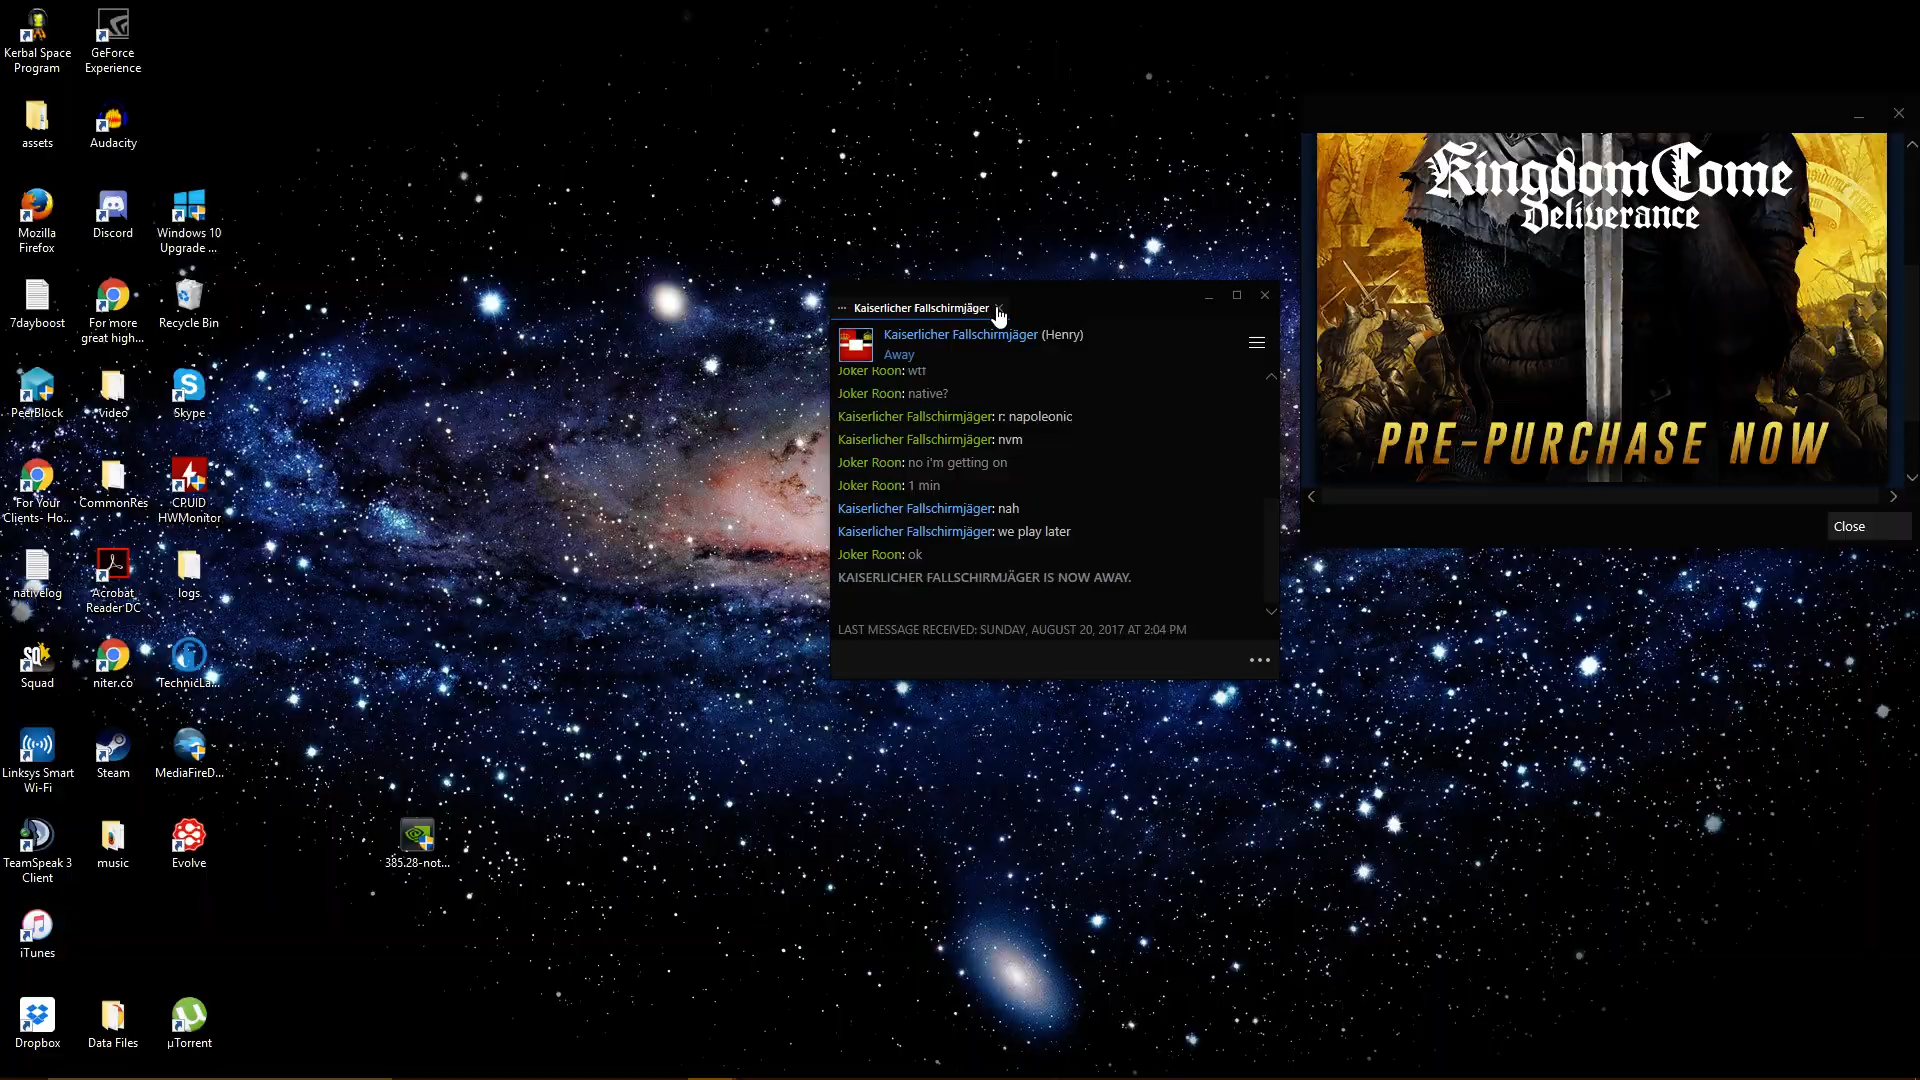 Kerbal Space
Program
GeForce
Experience
assets
Audacity
Mozilla
Firefox
Discord
Windows 10
Upgrade ...
7dayboost
For more
great high...
Recycle Bin
PeerBlock
video
Skype
For Your
Clients- Ho...
CommonRes
CPUID
HWMonitor
nativelog
Acrobat
Reader DC
logs
Squad
niter.co
TechnicLa...
Linksys Smart
Wi-Fi
Steam
MediaFireD...
TeamSpeak 3
Client
music
Evolve
385.28-not...
iTunes
Dropbox
Data Files
µTorrent
Kaiserlicher Fallschirmjäger
Kaiserlicher Fallschirmjäger (Henry)
Away
Joker Roon: wtf
Joker Roon: native?
Kaiserlicher Fallschirmjäger: r: napoleonic
Kaiserlicher Fallschirmjäger: nvm
Joker Roon: no i'm getting on
Joker Roon: 1 min
Kaiserlicher Fallschirmjäger: nah
Kaiserlicher Fallschirmjäger: we play later
Joker Roon: ok
KAISERLICHER FALLSCHIRMJÄGER IS NOW AWAY.
LAST MESSAGE RECEIVED: SUNDAY, AUGUST 20, 2017 AT 2:04 PM
Kingdom Come
Deliverance
PRE-PURCHASE NOW
Close